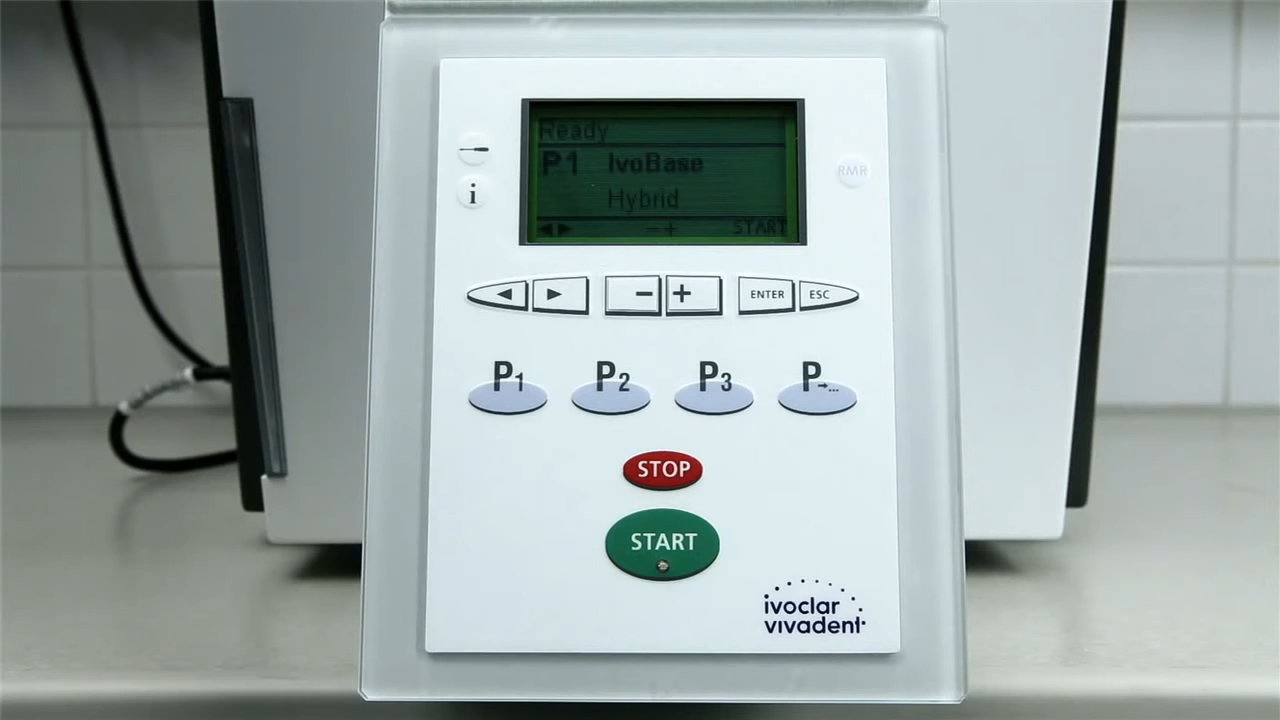 Ready
P1 IvoBase
Hybrid
◀▶ −+ START
i
RMR
◀ ▶ − + ENTER ESC
P1 P2 P3 P→...
STOP
START
ivoclar
vivadent